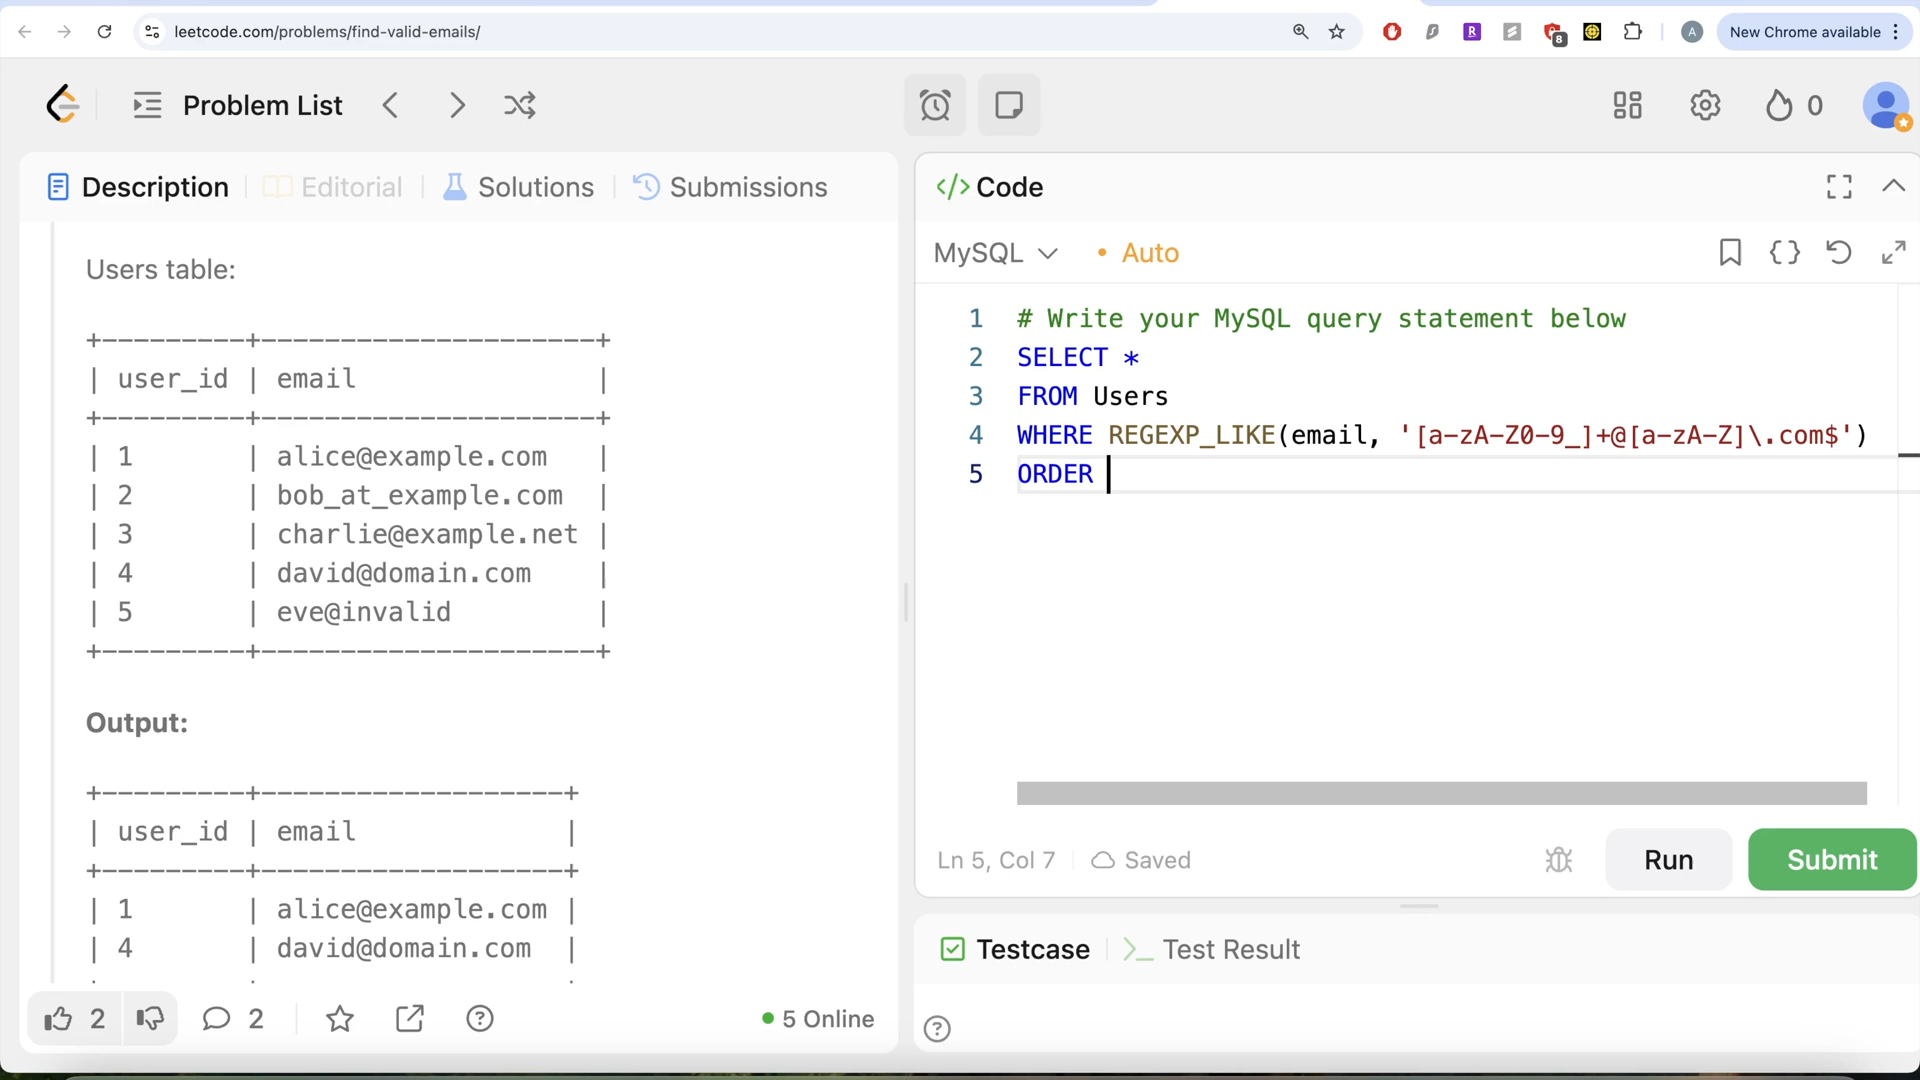 leetcode.com/problems/find-valid-emails/
R
8
A
New Chrome available
Problem List
0
Description
Editorial
Solutions
Submissions
Users table:
+---------+---------------------+
| user_id | email               |
+---------+---------------------+
| 1       | alice@example.com   |
| 2       | bob_at_example.com  |
| 3       | charlie@example.net |
| 4       | david@domain.com    |
| 5       | eve@invalid         |
+---------+---------------------+
Output:
+---------+-------------------+
| user_id | email             |
+---------+-------------------+
| 1       | alice@example.com |
| 4       | david@domain.com  |
2
2
5 Online
</> Code
MySQL
• Auto
1 # Write your MySQL query statement below
2 SELECT *
3 FROM Users
4 WHERE REGEXP_LIKE(email, '[a-zA-Z0-9_]+@[a-zA-Z]\.com$')
5 ORDER
Ln 5, Col 7
Saved
Run
Submit
Testcase
Test Result